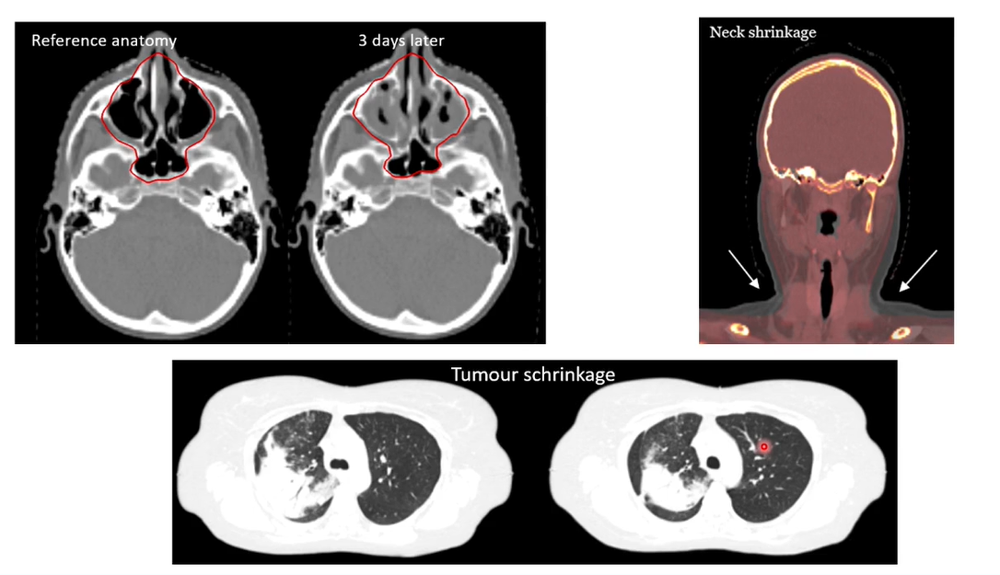 Reference anatomy
3 days later
Neck shrinkage
Tumour schrinkage